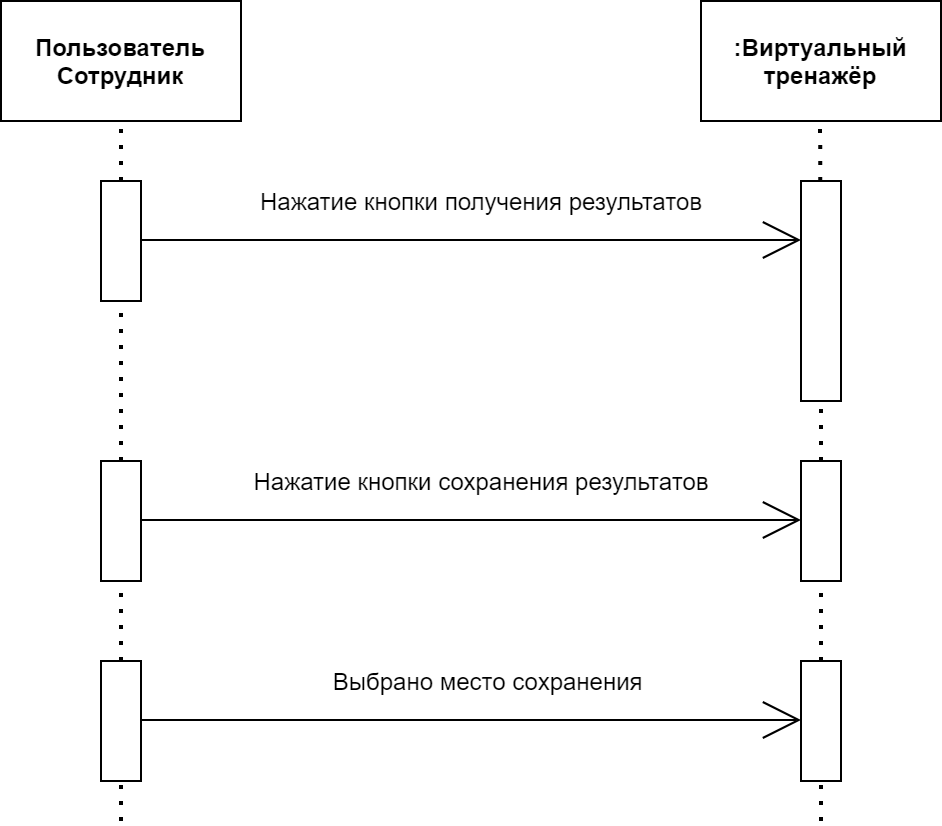 Пользователь
Сотрудник
:Виртуальный
тренажёр
Нажатие кнопки получения результатов
Нажатие кнопки сохранения результатов
Выбрано место сохранения